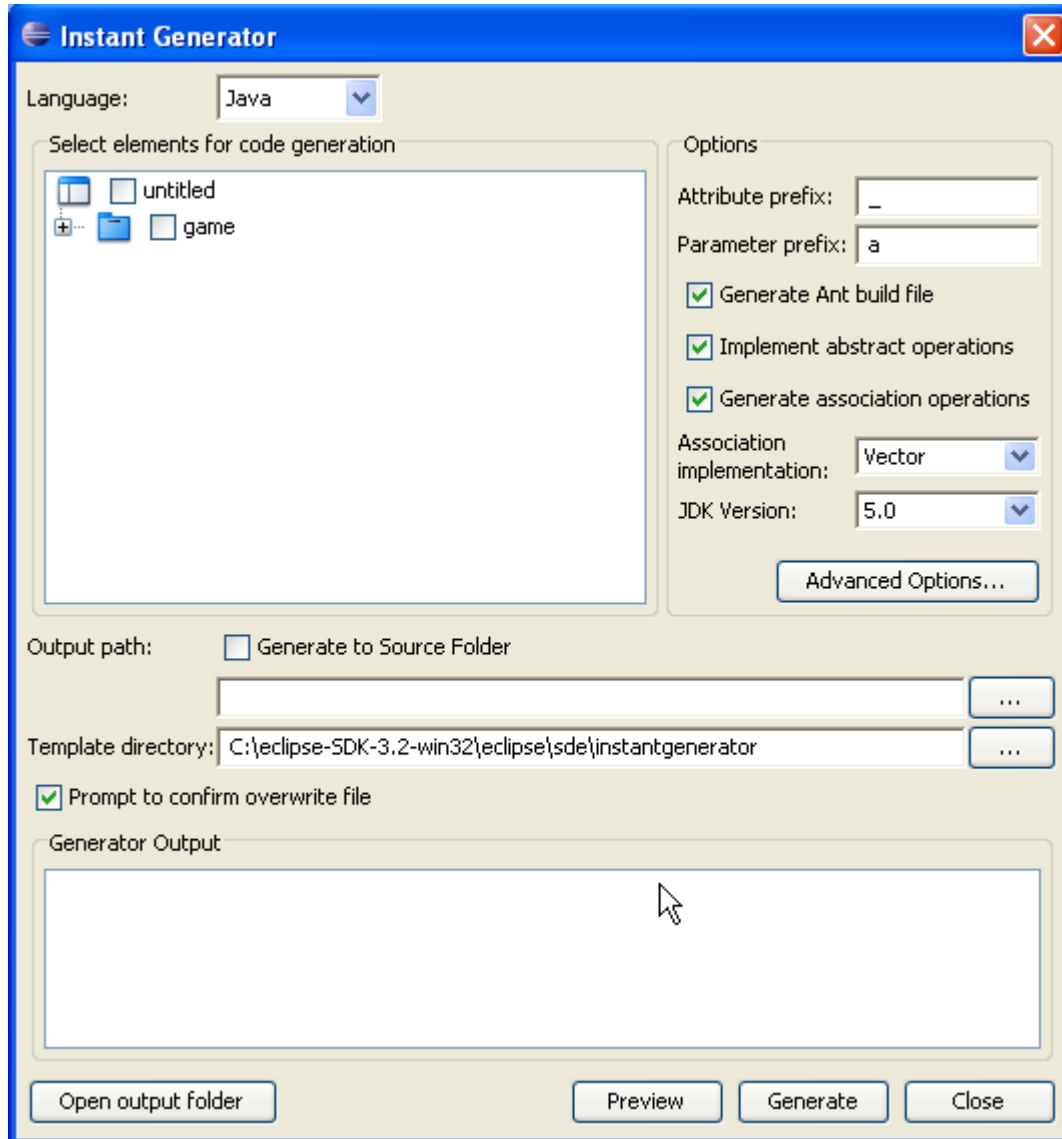 Instant Generator
Language: Java
Select elements for code generation
untitled
game
Options
Attribute prefix: _
Parameter prefix: a
Generate Ant build file
Implement abstract operations
Generate association operations
Association
implementation: Vector
JDK Version: 5.0
Advanced Options...
Output path: Generate to Source Folder
...
Template directory: C:\eclipse-SDK-3.2-win32\eclipse\sde\instantgenerator ...
Prompt to confirm overwrite file
Generator Output
Open output folder Preview Generate Close